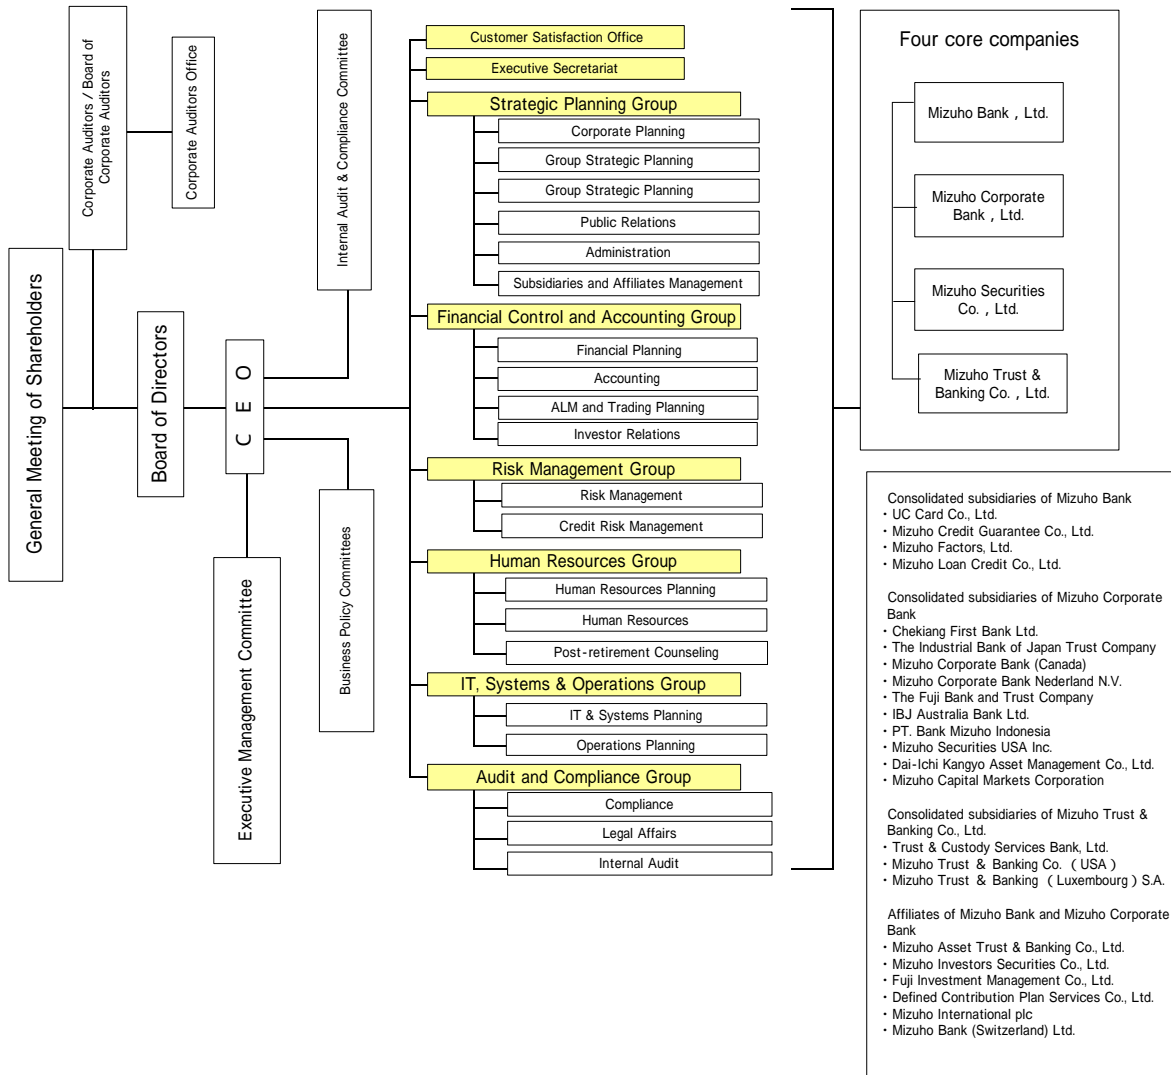 General Meeting of Shareholders
Corporate Auditors / Board of
Corporate Auditors
Corporate Auditors Office
Board of Directors
C E O
Internal Audit & Compliance Committee
Executive Management Committee
Business Policy Committees
Customer Satisfaction Office
Executive Secretariat
Strategic Planning Group
Corporate Planning
Group Strategic Planning
Group Strategic Planning
Public Relations
Administration
Subsidiaries and Affiliates Management
Financial Control and Accounting Group
Financial Planning
Accounting
ALM and Trading Planning
Investor Relations
Risk Management Group
Risk Management
Credit Risk Management
Human Resources Group
Human Resources Planning
Human Resources
Post-retirement Counseling
IT, Systems & Operations Group
IT & Systems Planning
Operations Planning
Audit and Compliance Group
Compliance
Legal Affairs
Internal Audit
Four core companies
Mizuho Bank , Ltd.
Mizuho Corporate
Bank , Ltd.
Mizuho Securities
Co. , Ltd.
Mizuho Trust &
Banking Co. , Ltd.
Consolidated subsidiaries of Mizuho Bank
・UC Card Co., Ltd.
・Mizuho Credit Guarantee Co., Ltd.
・Mizuho Factors, Ltd.
・Mizuho Loan Credit Co., Ltd.
Consolidated subsidiaries of Mizuho Corporate
Bank
・Chekiang First Bank Ltd.
・The Industrial Bank of Japan Trust Company
・Mizuho Corporate Bank (Canada)
・Mizuho Corporate Bank Nederland N.V.
・The Fuji Bank and Trust Company
・IBJ Australia Bank Ltd.
・PT. Bank Mizuho Indonesia
・Mizuho Securities USA Inc.
・Dai-Ichi Kangyo Asset Management Co., Ltd.
・Mizuho Capital Markets Corporation
Consolidated subsidiaries of Mizuho Trust &
Banking Co., Ltd.
・Trust & Custody Services Bank, Ltd.
・Mizuho Trust & Banking Co. ( USA )
・Mizuho Trust & Banking ( Luxembourg ) S.A.
Affiliates of Mizuho Bank and Mizuho Corporate
Bank
・Mizuho Asset Trust & Banking Co., Ltd.
・Mizuho Investors Securities Co., Ltd.
・Fuji Investment Management Co., Ltd.
・Defined Contribution Plan Services Co., Ltd.
・Mizuho International plc
・Mizuho Bank (Switzerland) Ltd.